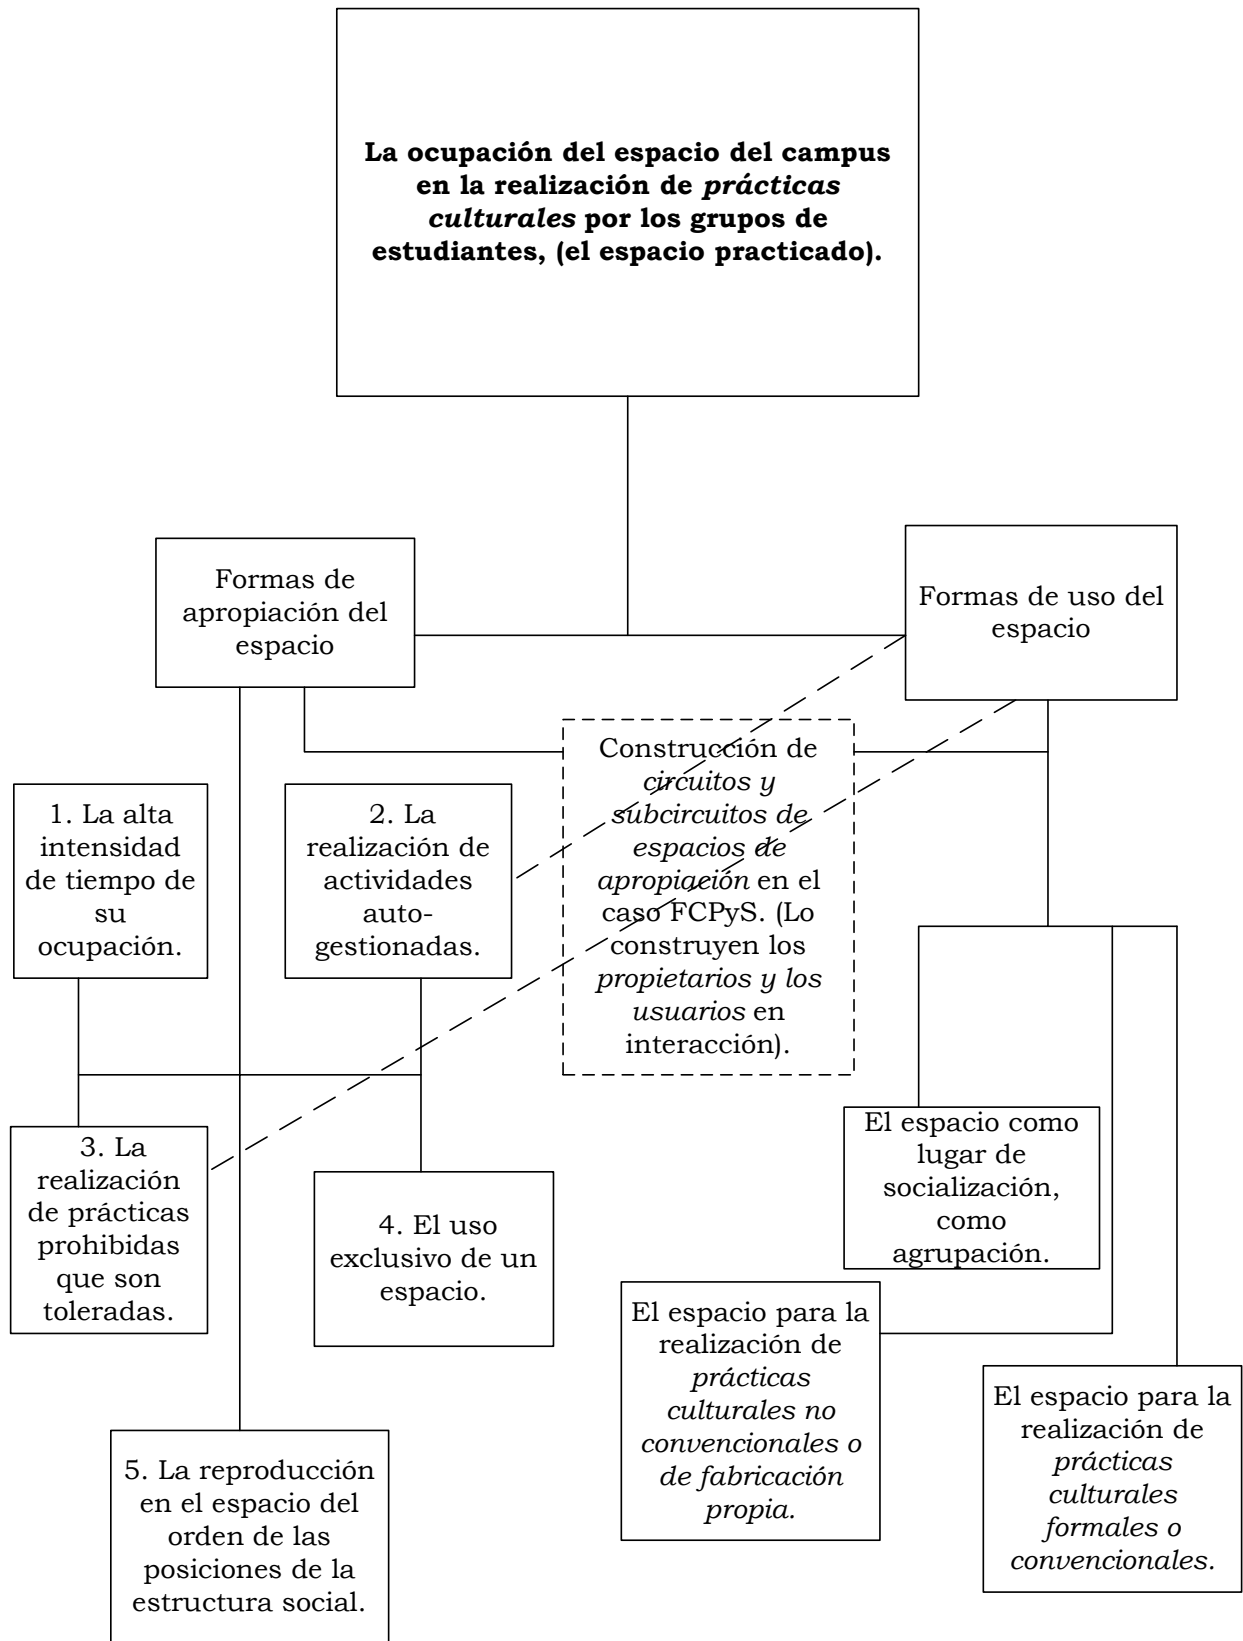 La ocupación del espacio del campus
en la realización de prácticas
culturales por los grupos de
estudiantes, (el espacio practicado).
Formas de
apropiación del
espacio
Formas de uso del
espacio
Construcción de
circuitos y
subcircuitos de
espacios de
apropiación en el
caso FCPyS. (Lo
construyen los
propietarios y los
usuarios en
interacción).
1. La alta
intensidad
de tiempo de
su
ocupación.
2. La
realización de
actividades
auto-
gestionadas.
3. La
realización
de prácticas
prohibidas
que son
toleradas.
4. El uso
exclusivo de un
espacio.
El espacio como
lugar de
socialización,
como
agrupación.
El espacio para la
realización de
prácticas
culturales no
convencionales o
de fabricación
propia.
El espacio para la
realización de
prácticas
culturales
formales o
convencionales.
5. La reproducción
en el espacio del
orden de las
posiciones de la
estructura social.